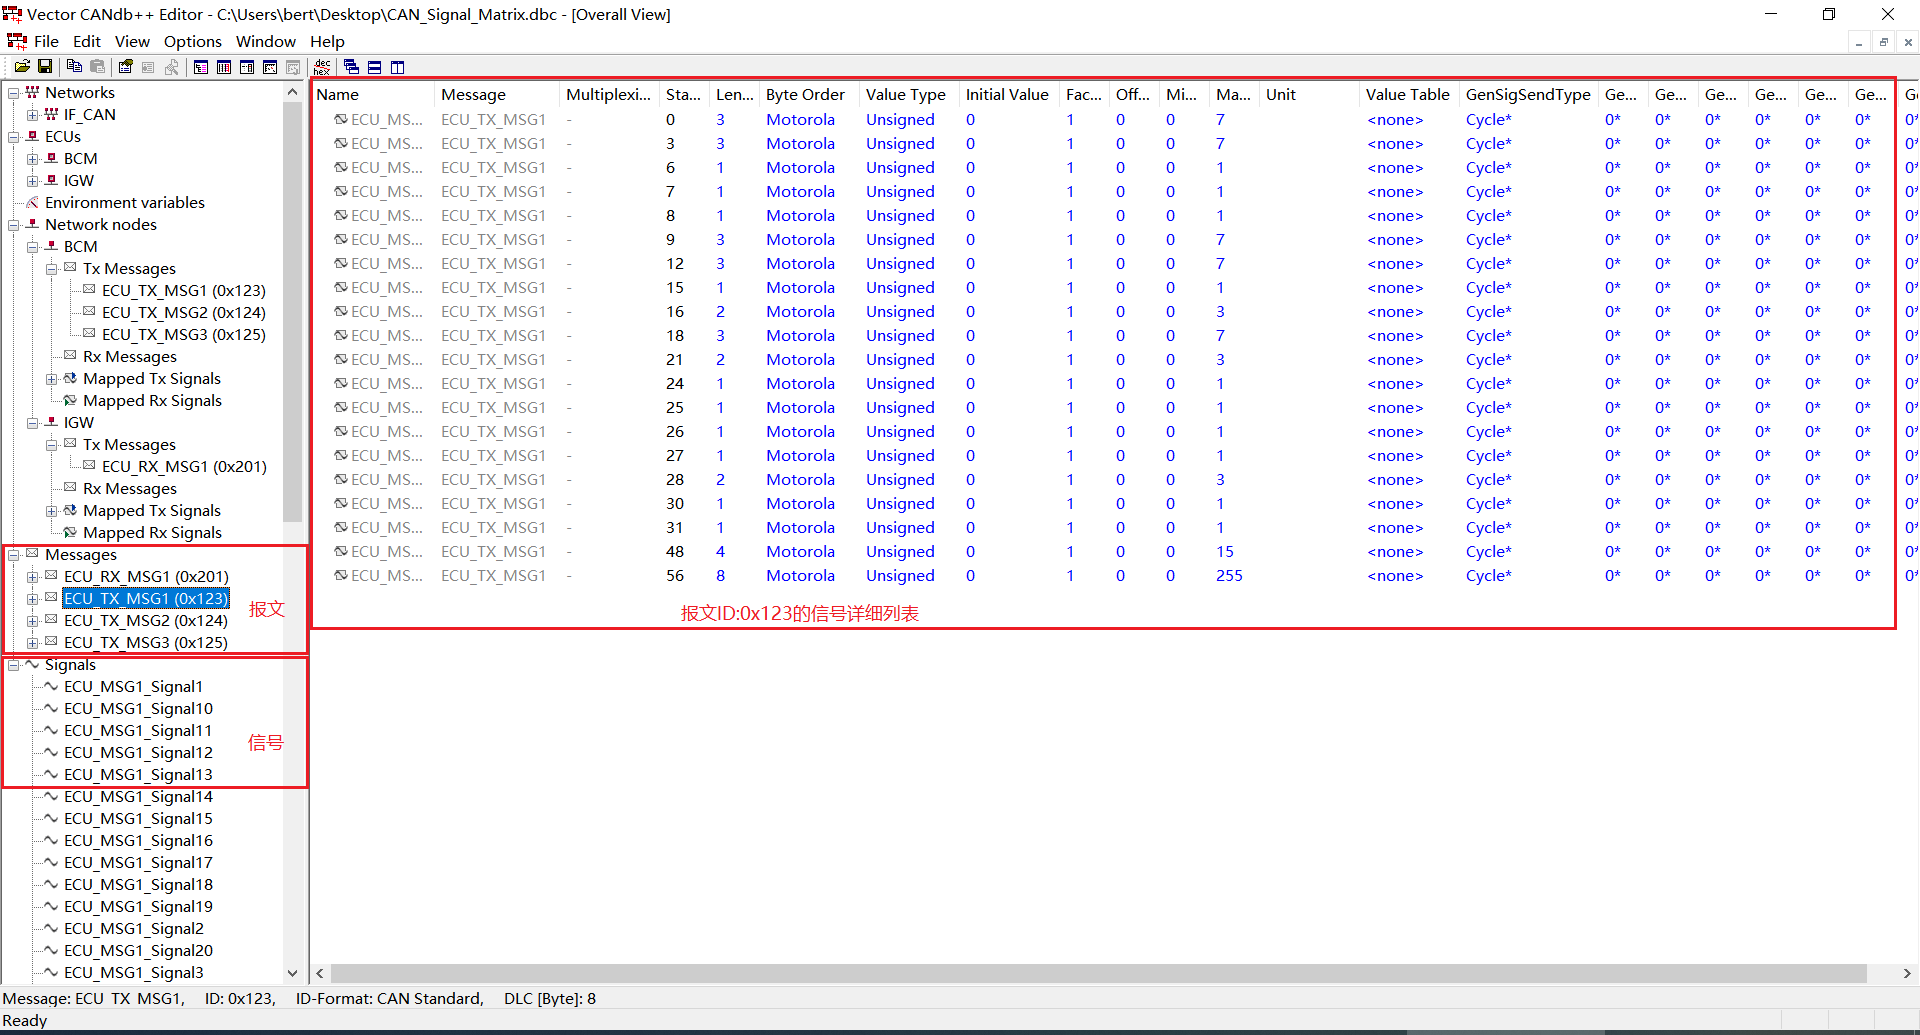 Vector CANdb++ Editor - C:\Users\bert\Desktop\CAN_Signal_Matrix.dbc - [Overall View]
File Edit View Options Window Help
dec
hex
Networks
IF_CAN
ECUs
BCM
IGW
Environment variables
Network nodes
BCM
Tx Messages
ECU_TX_MSG1 (0x123)
ECU_TX_MSG2 (0x124)
ECU_TX_MSG3 (0x125)
Rx Messages
Mapped Tx Signals
Mapped Rx Signals
IGW
Tx Messages
ECU_RX_MSG1 (0x201)
Rx Messages
Mapped Tx Signals
Mapped Rx Signals
Messages
ECU_RX_MSG1 (0x201)
ECU_TX_MSG1 (0x123)
报文
ECU_TX_MSG2 (0x124)
ECU_TX_MSG3 (0x125)
Signals
ECU_MSG1_Signal1
ECU_MSG1_Signal10
ECU_MSG1_Signal11
信号
ECU_MSG1_Signal12
ECU_MSG1_Signal13
ECU_MSG1_Signal14
ECU_MSG1_Signal15
ECU_MSG1_Signal16
ECU_MSG1_Signal17
ECU_MSG1_Signal18
ECU_MSG1_Signal19
ECU_MSG1_Signal2
ECU_MSG1_Signal20
ECU_MSG1_Signal3
Name Message Multiplexi... Sta... Len... Byte Order Value Type Initial Value Fac... Off... Mi... Ma... Unit Value Table GenSigSendType Ge... Ge... Ge... Ge... Ge... Ge... Ge
ECU_MS... ECU_TX_MSG1 - 0 3 Motorola Unsigned 0 1 0 0 7 <none> Cycle* 0* 0* 0* 0* 0* 0* 0*
ECU_MS... ECU_TX_MSG1 - 3 3 Motorola Unsigned 0 1 0 0 7 <none> Cycle* 0* 0* 0* 0* 0* 0* 0*
ECU_MS... ECU_TX_MSG1 - 6 1 Motorola Unsigned 0 1 0 0 1 <none> Cycle* 0* 0* 0* 0* 0* 0* 0*
ECU_MS... ECU_TX_MSG1 - 7 1 Motorola Unsigned 0 1 0 0 1 <none> Cycle* 0* 0* 0* 0* 0* 0* 0*
ECU_MS... ECU_TX_MSG1 - 8 1 Motorola Unsigned 0 1 0 0 1 <none> Cycle* 0* 0* 0* 0* 0* 0* 0*
ECU_MS... ECU_TX_MSG1 - 9 3 Motorola Unsigned 0 1 0 0 7 <none> Cycle* 0* 0* 0* 0* 0* 0* 0*
ECU_MS... ECU_TX_MSG1 - 12 3 Motorola Unsigned 0 1 0 0 7 <none> Cycle* 0* 0* 0* 0* 0* 0* 0*
ECU_MS... ECU_TX_MSG1 - 15 1 Motorola Unsigned 0 1 0 0 1 <none> Cycle* 0* 0* 0* 0* 0* 0* 0*
ECU_MS... ECU_TX_MSG1 - 16 2 Motorola Unsigned 0 1 0 0 3 <none> Cycle* 0* 0* 0* 0* 0* 0* 0*
ECU_MS... ECU_TX_MSG1 - 18 3 Motorola Unsigned 0 1 0 0 7 <none> Cycle* 0* 0* 0* 0* 0* 0* 0*
ECU_MS... ECU_TX_MSG1 - 21 2 Motorola Unsigned 0 1 0 0 3 <none> Cycle* 0* 0* 0* 0* 0* 0* 0*
ECU_MS... ECU_TX_MSG1 - 24 1 Motorola Unsigned 0 1 0 0 1 <none> Cycle* 0* 0* 0* 0* 0* 0* 0*
ECU_MS... ECU_TX_MSG1 - 25 1 Motorola Unsigned 0 1 0 0 1 <none> Cycle* 0* 0* 0* 0* 0* 0* 0*
ECU_MS... ECU_TX_MSG1 - 26 1 Motorola Unsigned 0 1 0 0 1 <none> Cycle* 0* 0* 0* 0* 0* 0* 0*
ECU_MS... ECU_TX_MSG1 - 27 1 Motorola Unsigned 0 1 0 0 1 <none> Cycle* 0* 0* 0* 0* 0* 0* 0*
ECU_MS... ECU_TX_MSG1 - 28 2 Motorola Unsigned 0 1 0 0 3 <none> Cycle* 0* 0* 0* 0* 0* 0* 0*
ECU_MS... ECU_TX_MSG1 - 30 1 Motorola Unsigned 0 1 0 0 1 <none> Cycle* 0* 0* 0* 0* 0* 0* 0*
ECU_MS... ECU_TX_MSG1 - 31 1 Motorola Unsigned 0 1 0 0 1 <none> Cycle* 0* 0* 0* 0* 0* 0* 0*
ECU_MS... ECU_TX_MSG1 - 48 4 Motorola Unsigned 0 1 0 0 15 <none> Cycle* 0* 0* 0* 0* 0* 0* 0*
ECU_MS... ECU_TX_MSG1 - 56 8 Motorola Unsigned 0 1 0 0 255 <none> Cycle* 0* 0* 0* 0* 0* 0* 0*
报文ID:0x123的信号详细列表
Message: ECU_TX_MSG1, ID: 0x123, ID-Format: CAN Standard, DLC [Byte]: 8
Ready